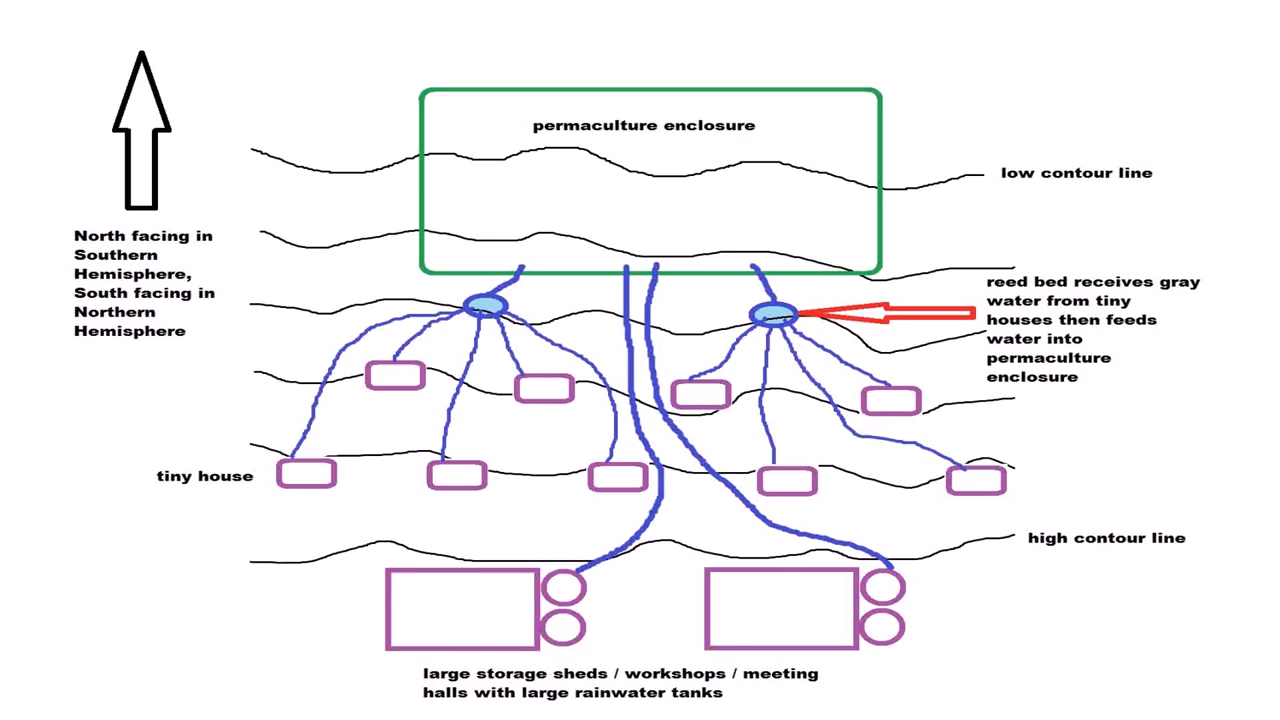 permaculture enclosure
low contour line
North facing in
Southern
Hemisphere,
South facing in
Northern
Hemisphere
reed bed receives gray
water from tiny
houses then feeds
water into
permaculture
enclosure
tiny house
high contour line
large storage sheds / workshops / meeting
halls with large rainwater tanks